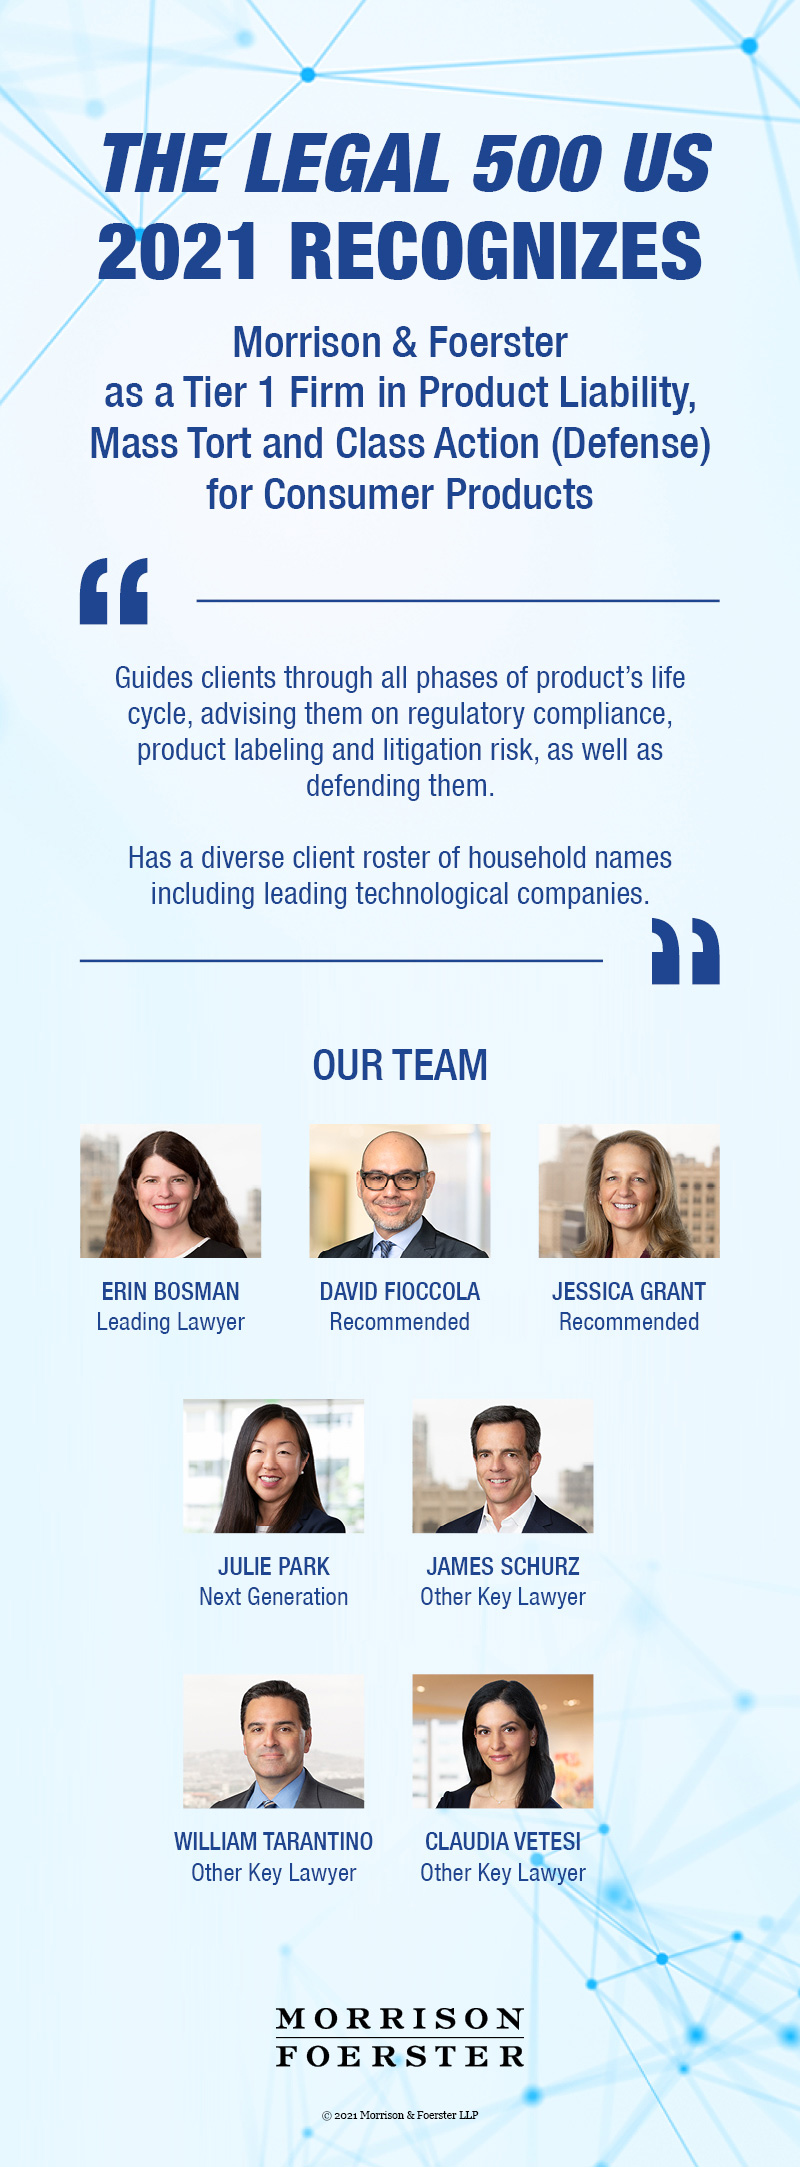 THE LEGAL 500 US
2021 RECOGNIZES
Morrison & Foerster
as a Tier 1 Firm in Product Liability,
Mass Tort and Class Action (Defense)
for Consumer Products
“
Guides clients through all phases of product’s life
cycle, advising them on regulatory compliance,
product labeling and litigation risk, as well as
defending them.
Has a diverse client roster of household names
including leading technological companies.
”
OUR TEAM
ERIN BOSMAN
Leading Lawyer
DAVID FIOCCOLA
Recommended
JESSICA GRANT
Recommended
JULIE PARK
Next Generation
JAMES SCHURZ
Other Key Lawyer
WILLIAM TARANTINO
Other Key Lawyer
CLAUDIA VETESI
Other Key Lawyer
MORRISON
FOERSTER
© 2021 Morrison & Foerster LLP